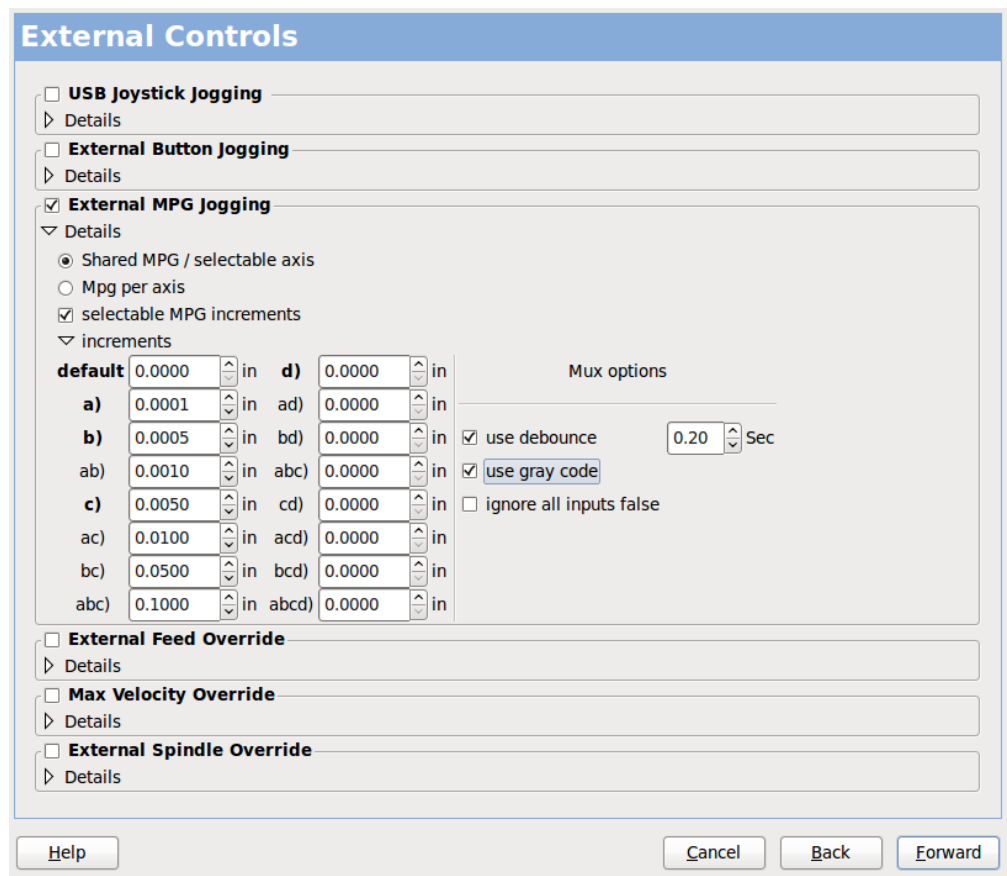 External Controls
USB Joystick Jogging
Details
External Button Jogging
Details
External MPG Jogging
Details
Shared MPG / selectable axis
Mpg per axis
selectable MPG increments
increments
default 0.0000 in d) 0.0000 in Mux options
a) 0.0001 in ad) 0.0000 in
b) 0.0005 in bd) 0.0000 in use debounce 0.20 Sec
ab) 0.0010 in abc) 0.0000 in use gray code
c) 0.0050 in cd) 0.0000 in ignore all inputs false
ac) 0.0100 in acd) 0.0000 in
bc) 0.0500 in bcd) 0.0000 in
abc) 0.1000 in abcd) 0.0000 in
External Feed Override
Details
Max Velocity Override
Details
External Spindle Override
Details
Help Cancel Back Forward